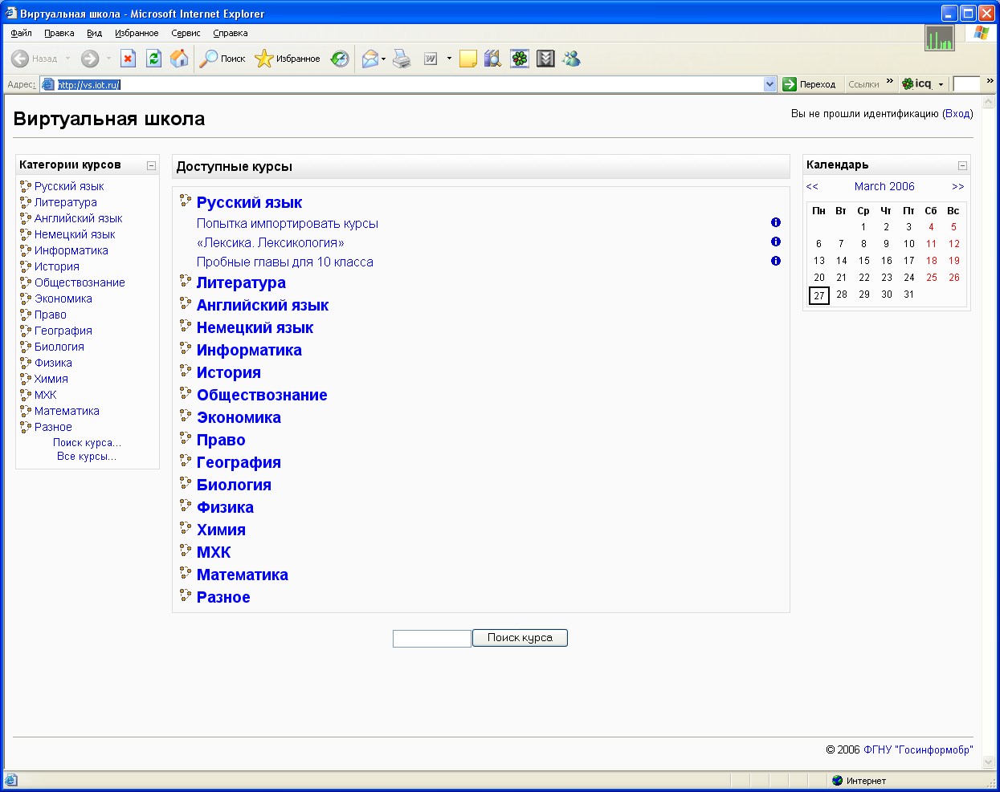 Виртуальная школа - Microsoft Internet Explorer
Файл Правка Вид Избранное Сервис Справка
Назад Поиск Избранное
Адрес: http://vs.iot.ru/ Переход Ссылки » icq »
Виртуальная школа
Вы не прошли идентификацию (Вход)
Категории курсов
Русский язык
Литература
Английский язык
Немецкий язык
Информатика
История
Обществознание
Экономика
Право
География
Биология
Физика
Химия
МХК
Математика
Разное
Поиск курса...
Все курсы...
Доступные курсы
Русский язык
Попытка импортировать курсы
«Лексика. Лексикология»
Пробные главы для 10 класса
Литература
Английский язык
Немецкий язык
Информатика
История
Обществознание
Экономика
Право
География
Биология
Физика
Химия
МХК
Математика
Разное
Поиск курса
Календарь
<< March 2006 >>
Пн Вт Ср Чт Пт Сб Вс
1 2 3 4 5
6 7 8 9 10 11 12
13 14 15 16 17 18 19
20 21 22 23 24 25 26
27 28 29 30 31
© 2006 ФГНУ "Госинформобр"
Интернет